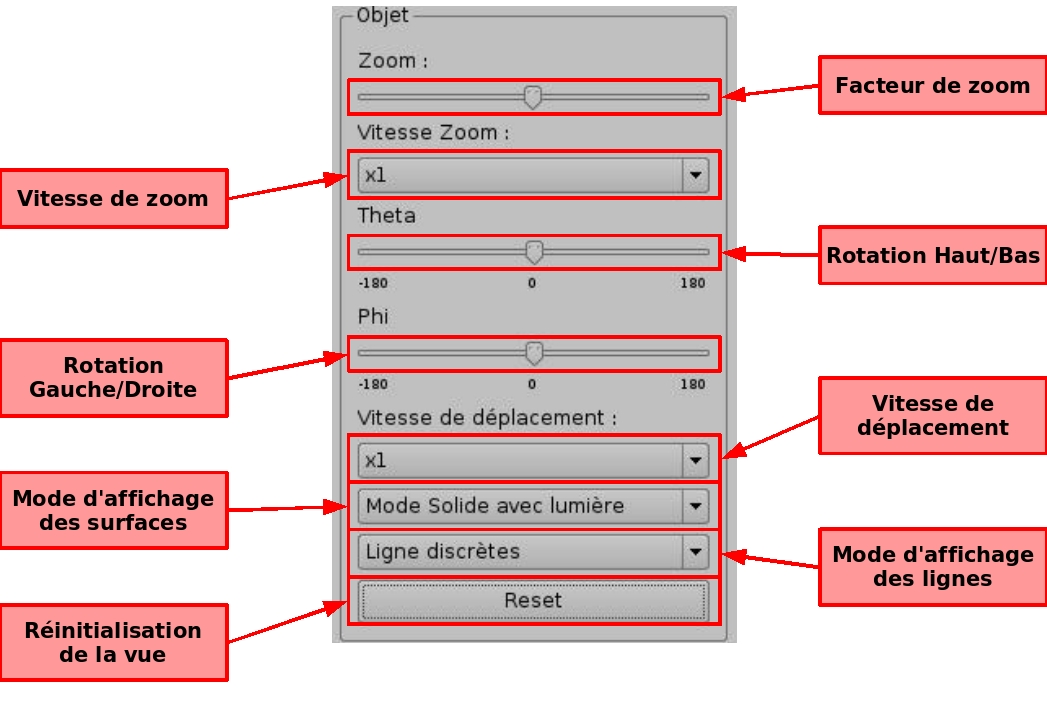 Objet
Zoom :
Facteur de zoom
Vitesse Zoom :
x1
Vitesse de zoom
Theta
Rotation Haut/Bas
-180 0 180
Phi
Rotation
Gauche/Droite
-180 0 180
Vitesse de déplacement :
Vitesse de
déplacement
x1
Mode d'affichage
des surfaces
Mode Solide avec lumière
Ligne discrètes
Mode d'affichage
des lignes
Reset
Réinitialisation
de la vue